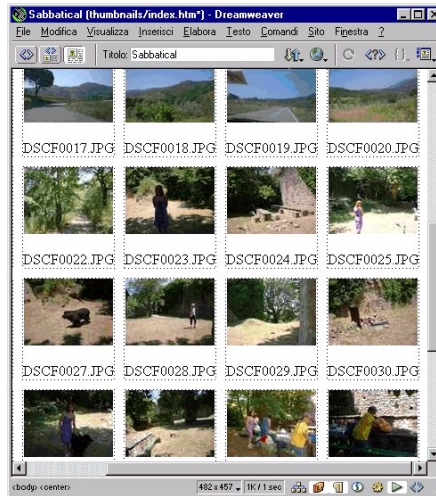 Sabbatical (thumbnails/index.htm*) - Dreamweaver
File Modifica Visualizza Inserisci Elabora Testo Comandi Sito Finestra ?
Titolo: Sabbatical
DSCF0017.JPG DSCF0018.JPG DSCF0019.JPG DSCF0020.JPG
DSCF0022.JPG DSCF0023.JPG DSCF0024.JPG DSCF0025.JPG
DSCF0027.JPG DSCF0028.JPG DSCF0029.JPG DSCF0030.JPG
<body> <center> 482 x 457 1K / 1 sec